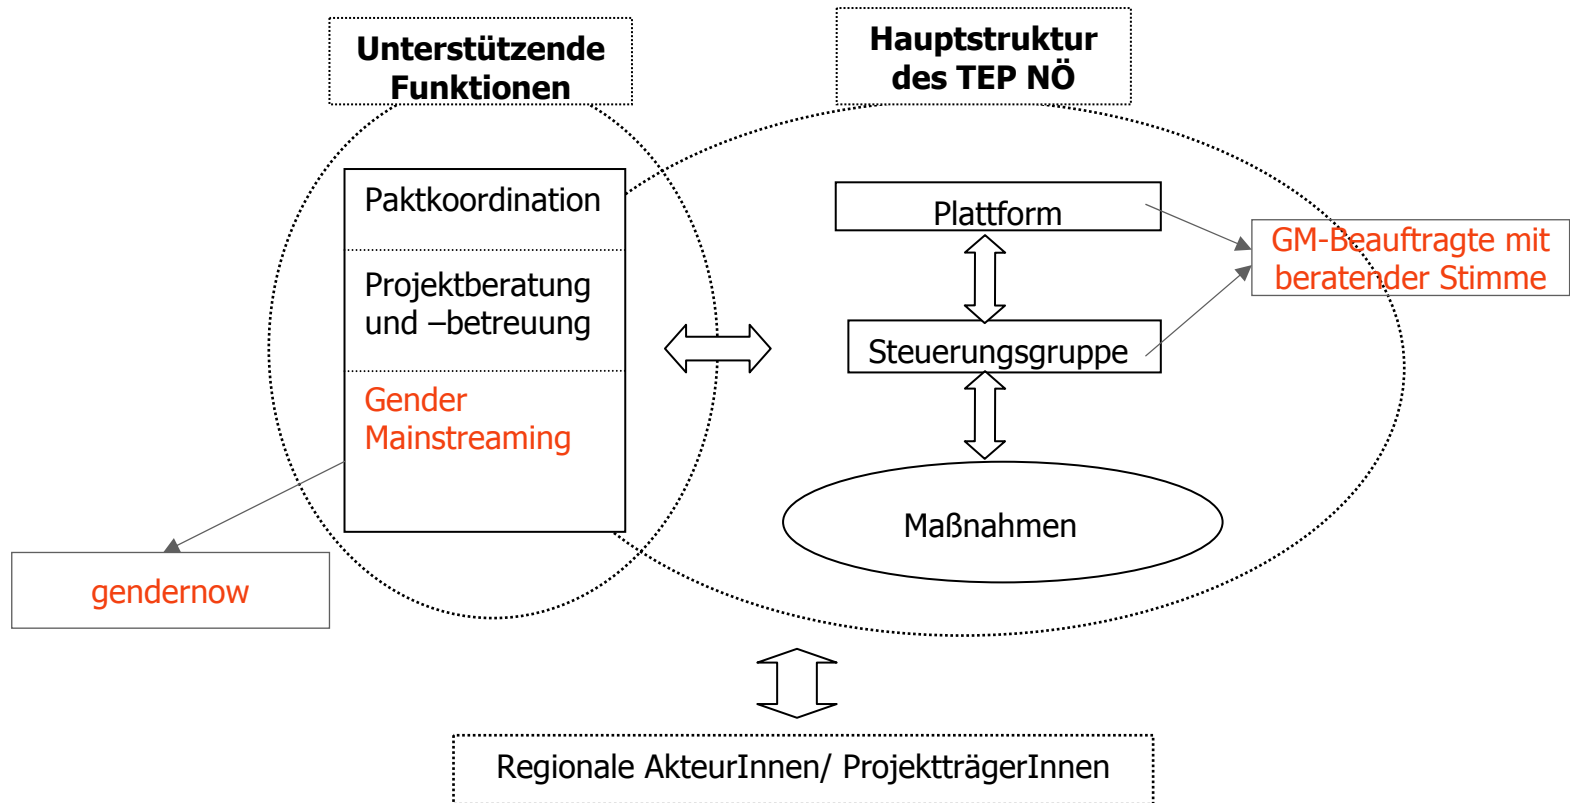 Unterstützende
Funktionen
Hauptstruktur
des TEP NÖ
Paktkoordination
Projektberatung
und –betreuung
Gender
Mainstreaming
gendernow
Plattform
Steuerungsgruppe
Maßnahmen
GM-Beauftragte mit
beratender Stimme
Regionale AkteurInnen/ ProjektträgerInnen